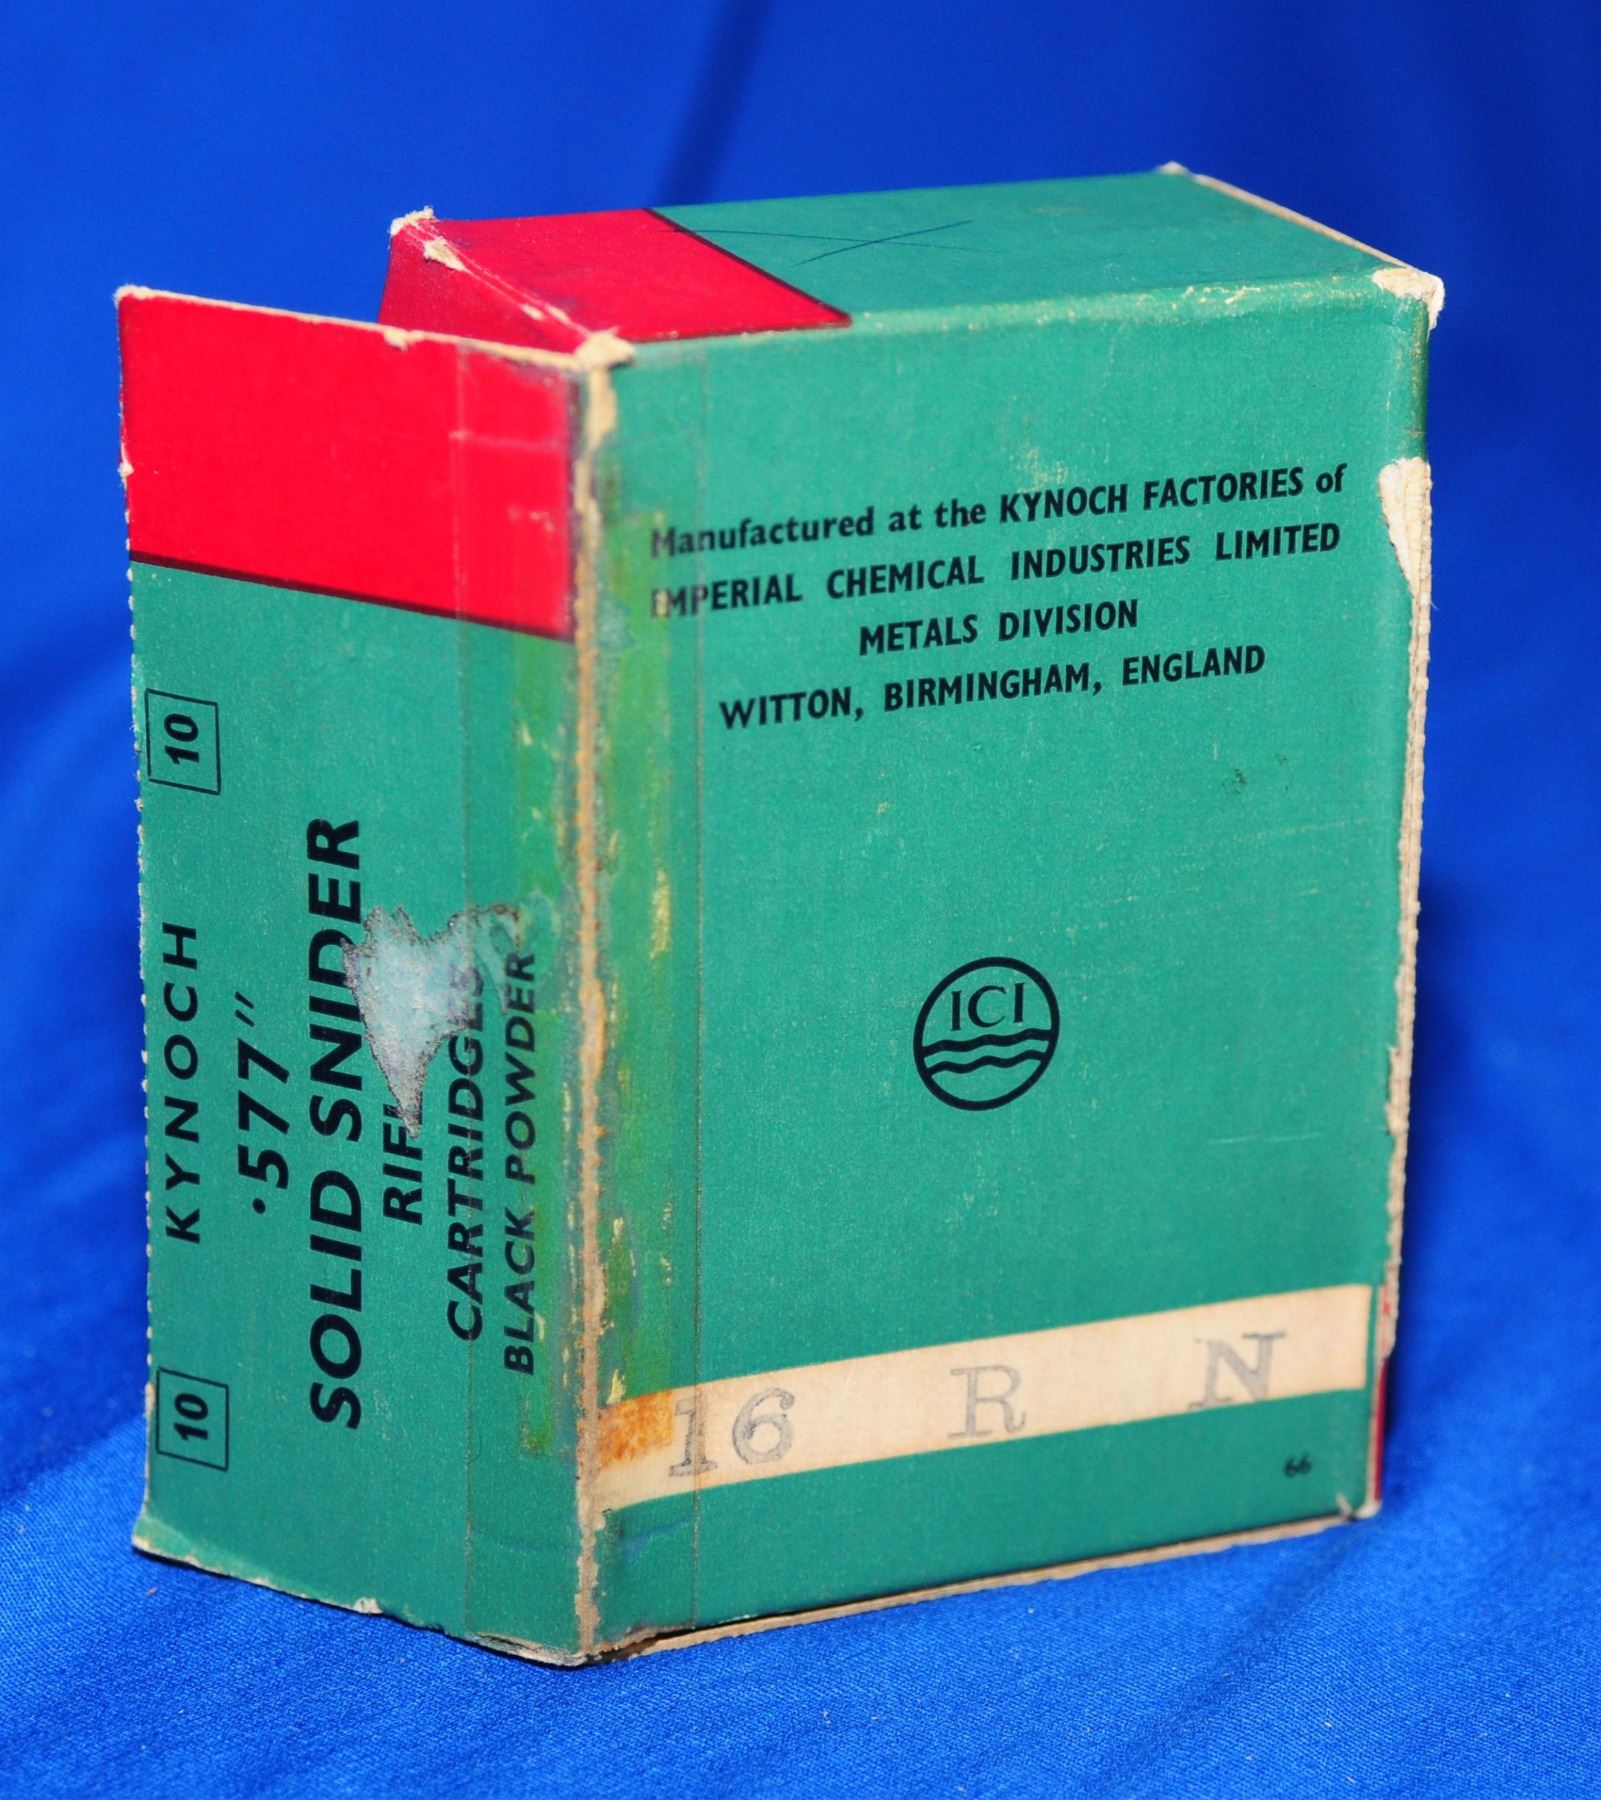 10
10
KYNOCH
.577"
SOLID SNIDER
CARTRIDGES
BLACK POWDER
Manufactured at the KYNOCH FACTORIES of
IMPERIAL CHEMICAL INDUSTRIES LIMITED
METALS DIVISION
WITTON, BIRMINGHAM, ENGLAND
ICI
16 R N
66